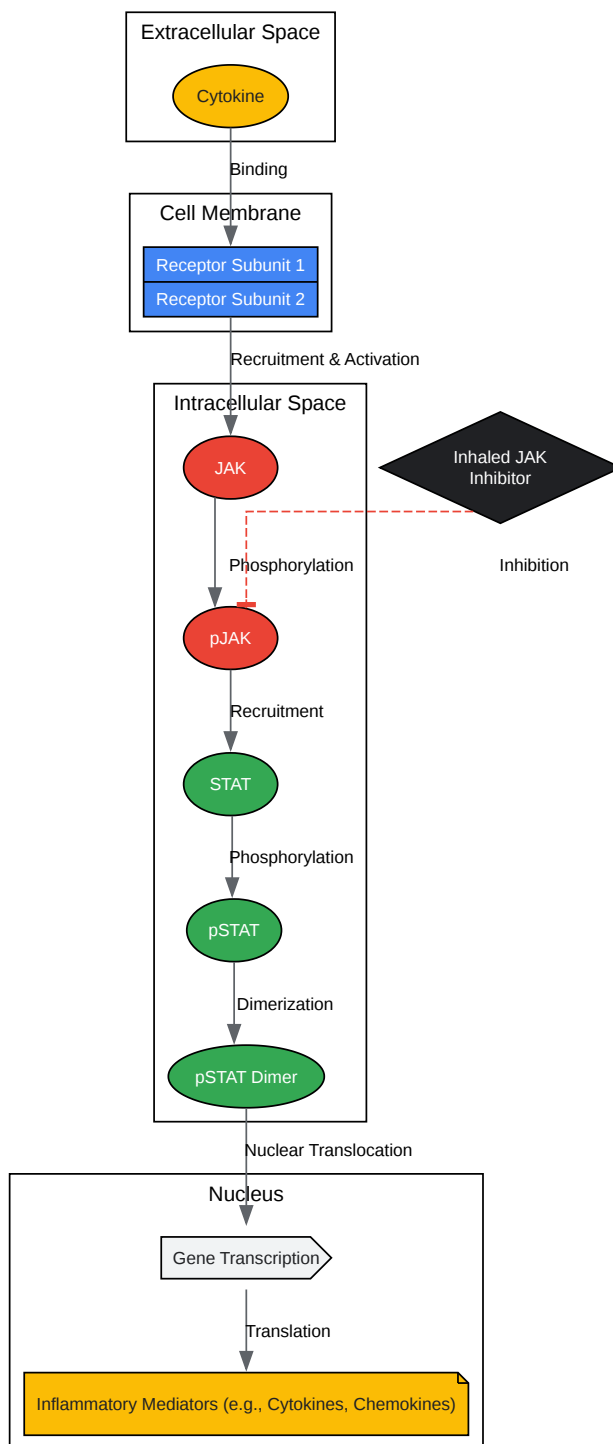 Extracellular Space
Cytokine
Binding
Cell Membrane
Receptor Subunit 1
Receptor Subunit 2
Recruitment & Activation
Intracellular Space
JAK
Inhaled JAK
Inhibitor
Phosphorylation
Inhibition
pJAK
Recruitment
STAT
Phosphorylation
pSTAT
Dimerization
pSTAT Dimer
Nuclear Translocation
Nucleus
Gene Transcription
Translation
Inflammatory Mediators (e.g., Cytokines, Chemokines)